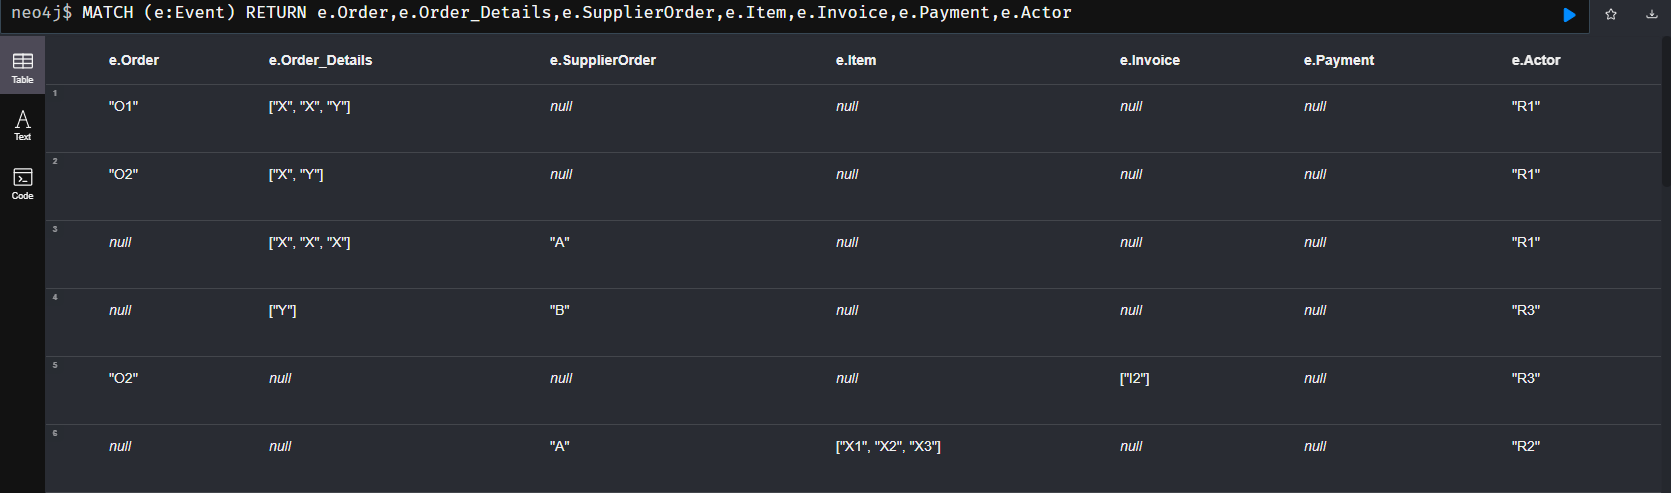 neo4j$ MATCH (e:Event) RETURN e.Order,e.Order_Details,e.SupplierOrder,e.Item,e.Invoice,e.Payment,e.Actor
Table
Text
Code
e.Order e.Order_Details e.SupplierOrder e.Item e.Invoice e.Payment e.Actor
1 "O1" ["X", "X", "Y"] null null null null "R1"
2 "O2" ["X", "Y"] null null null null "R1"
3 null ["X", "X", "X"] "A" null null null "R1"
4 null ["Y"] "B" null null null "R3"
5 "O2" null null null ["I2"] null "R3"
6 null null "A" ["X1", "X2", "X3"] null null "R2"